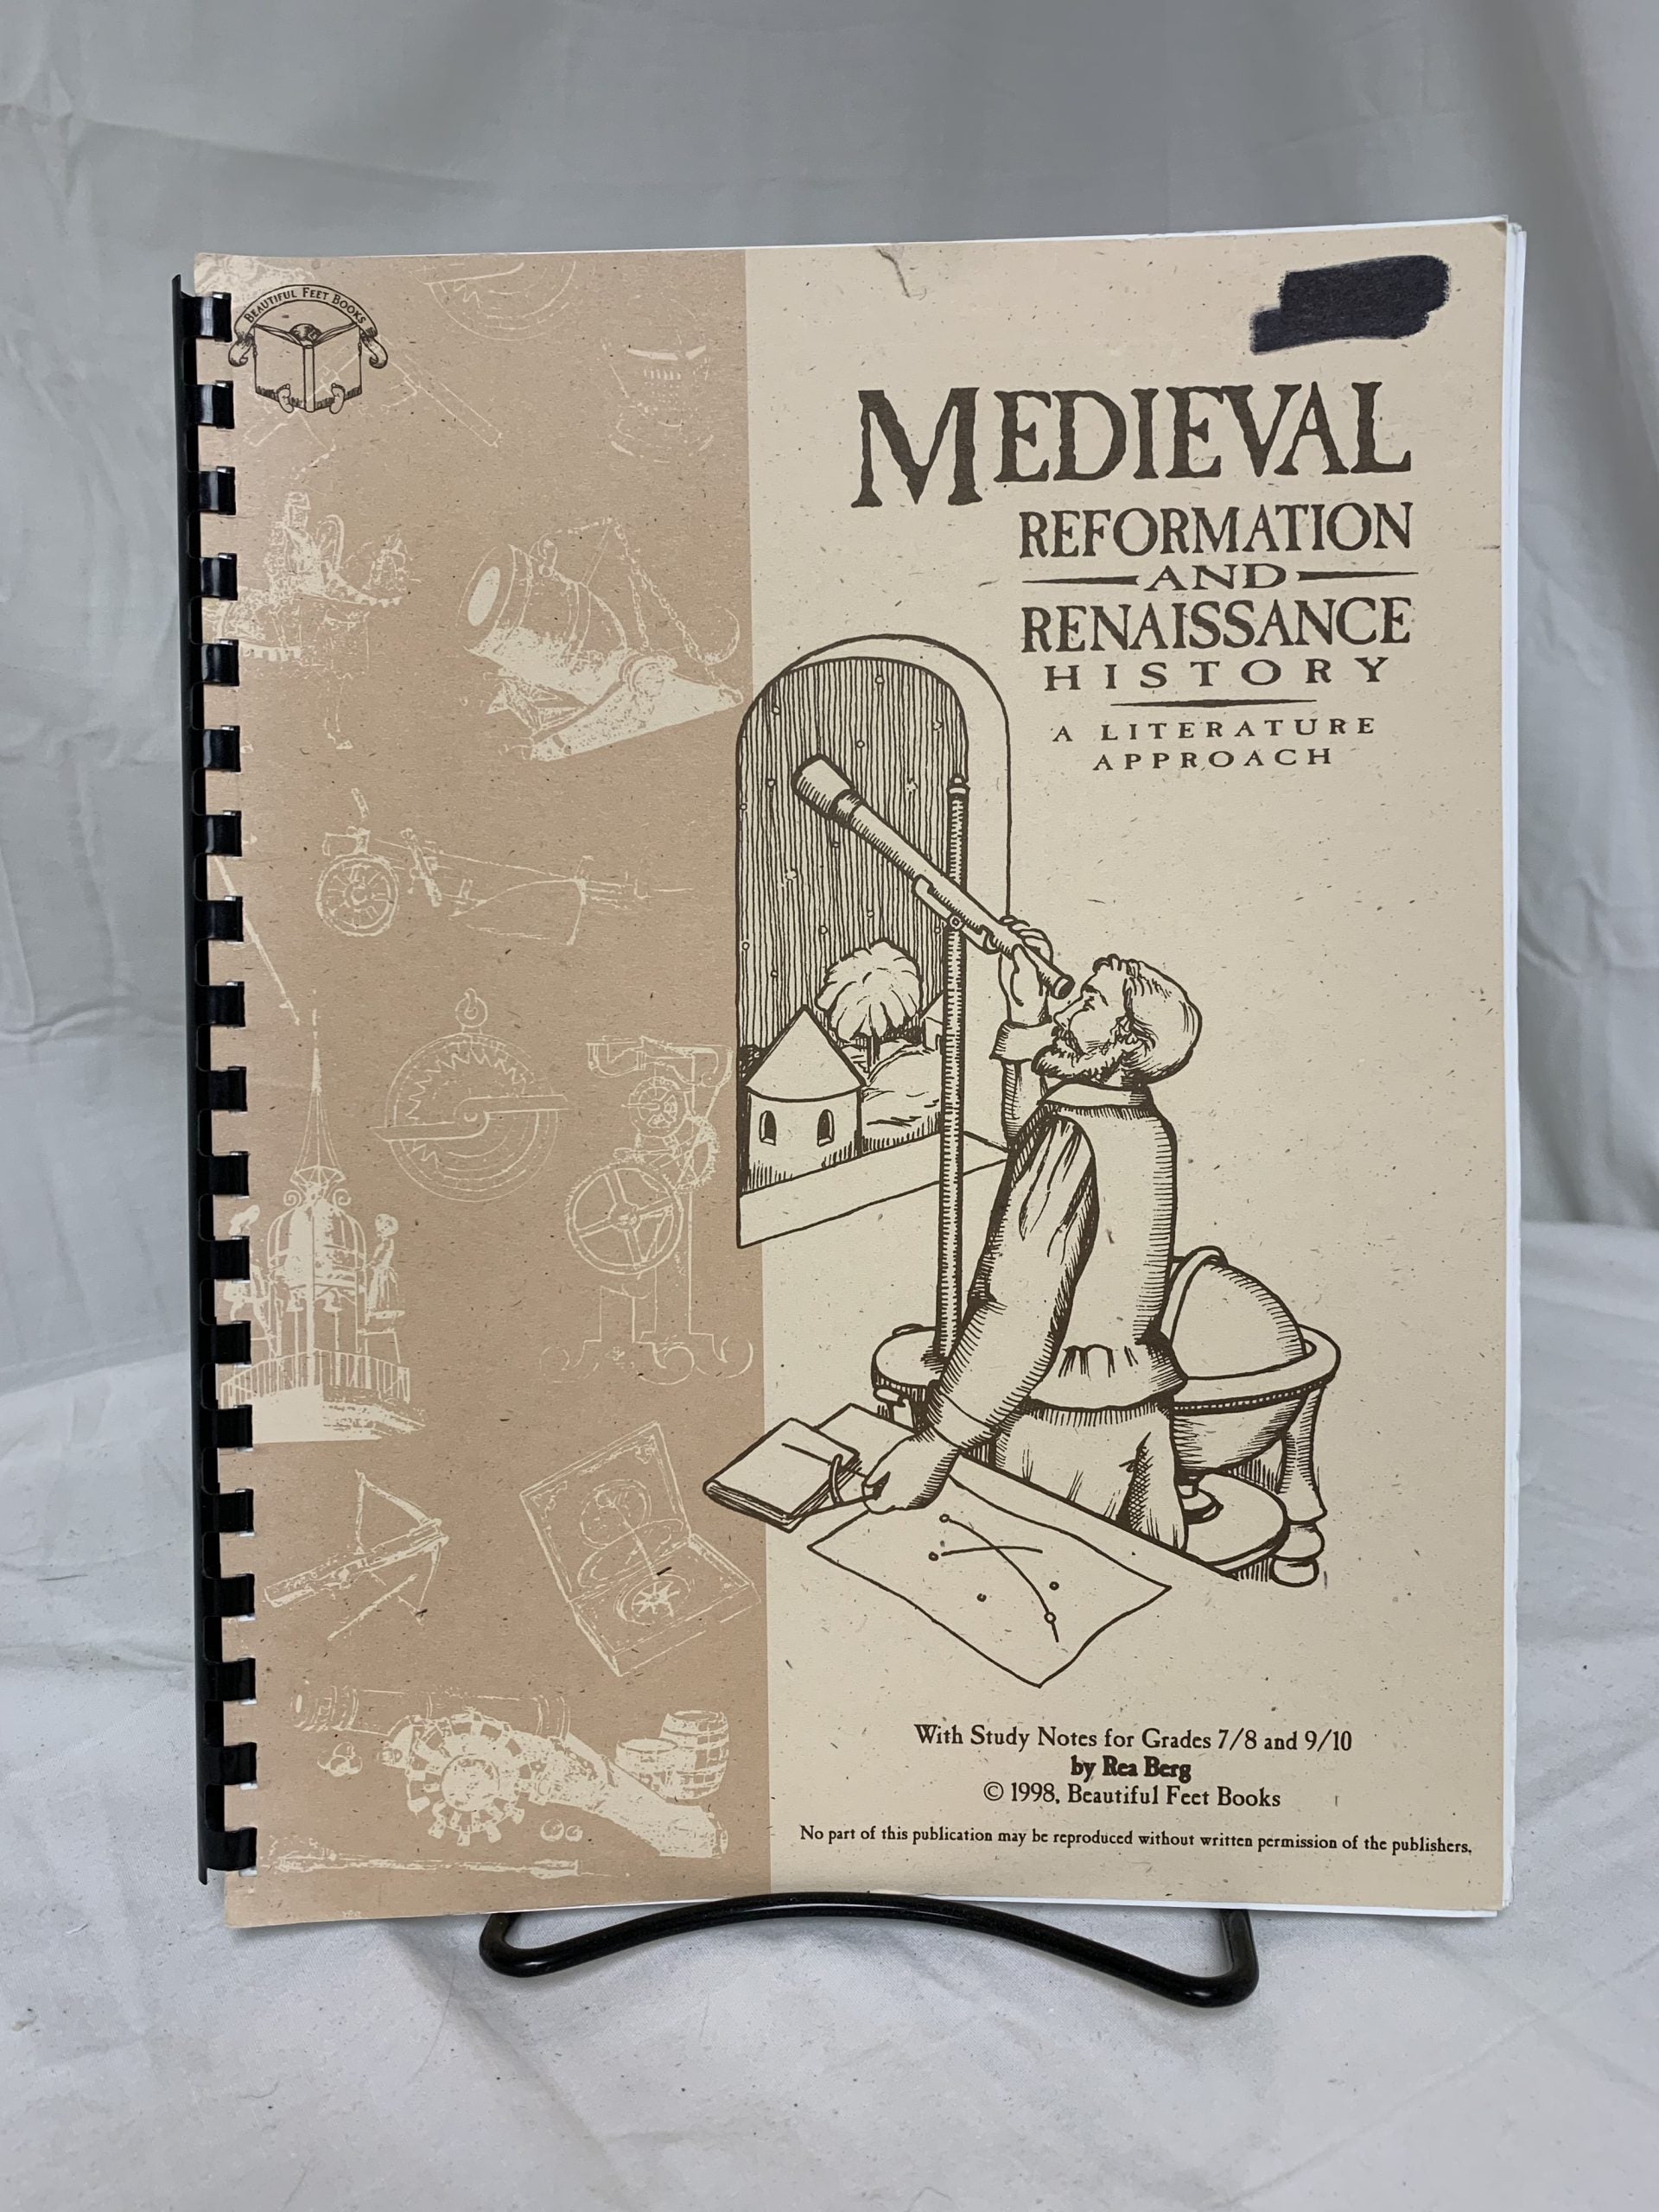 BEAUTIFUL FEET BOOKS
MEDIEVAL
REFORMATION
AND
RENAISSANCE
HISTORY
A LITERATURE
APPROACH
With Study Notes for Grades 7/8 and 9/10
by Rea Berg
© 1998, Beautiful Feet Books
No part of this publication may be reproduced without written permission of the publishers.